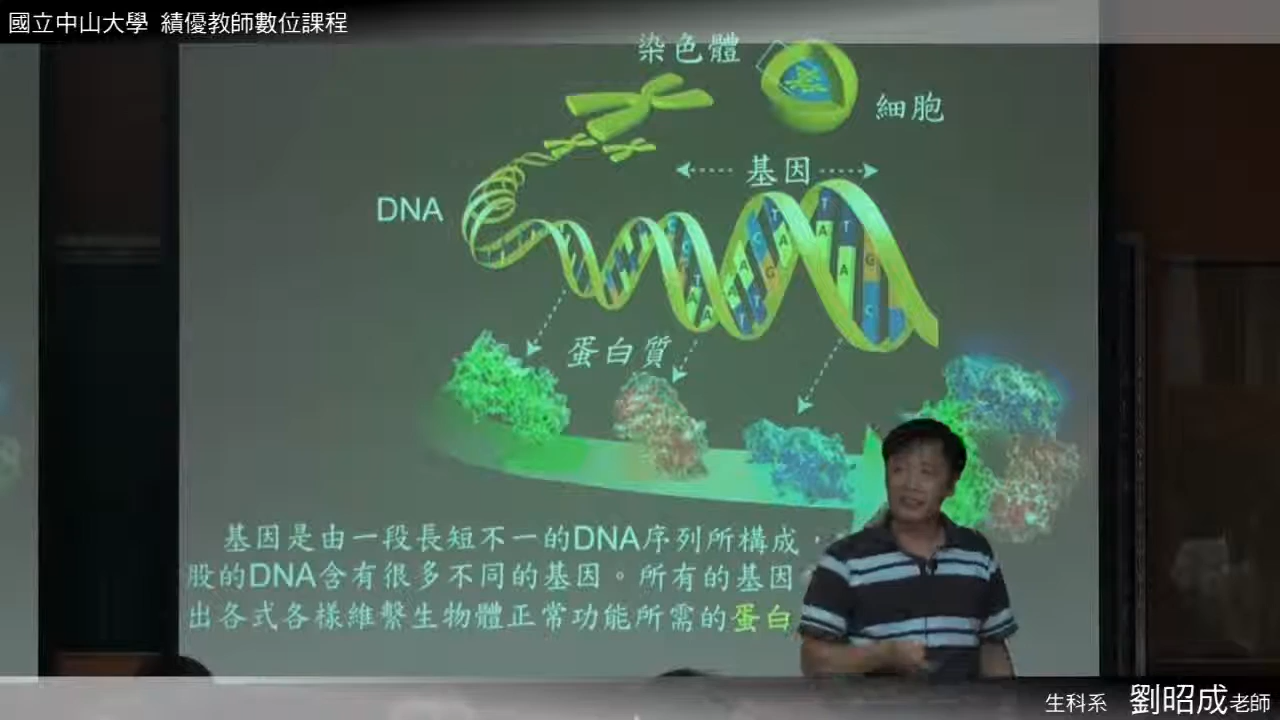 國立中山大學 績優教師數位課程
染色體
細胞
基因
DNA
蛋白質
基因是由一段長短不一的DNA序列所構成，
股的DNA含有很多不同的基因。所有的基因
出各式各樣維繫生物體正常功能所需的蛋白
生科系 劉昭成老師